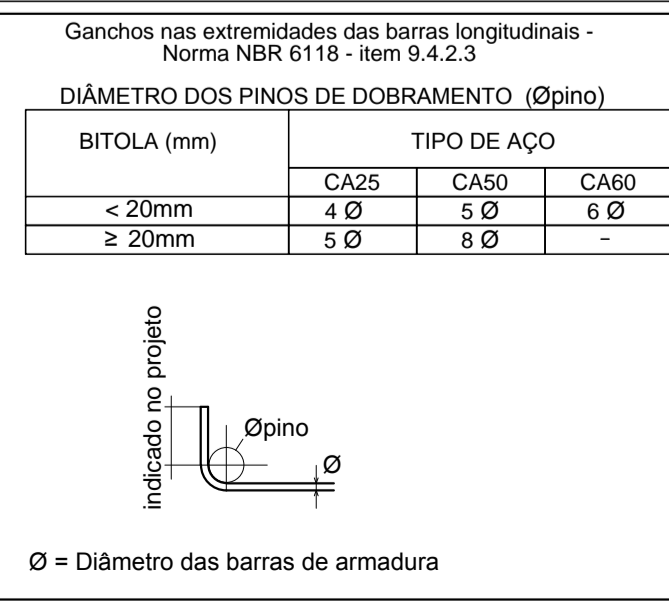 Ganchos nas extremidades das barras longitudinais -
Norma NBR 6118 - item 9.4.2.3
DIÂMETRO DOS PINOS DE DOBRAMENTO (Øpino)
BITOLA (mm) TIPO DE AÇO
CA25 CA50 CA60
< 20mm 4 Ø 5 Ø 6 Ø
≥ 20mm 5 Ø 8 Ø -
indicado no projeto
Øpino
Ø
Ø = Diâmetro das barras de armadura